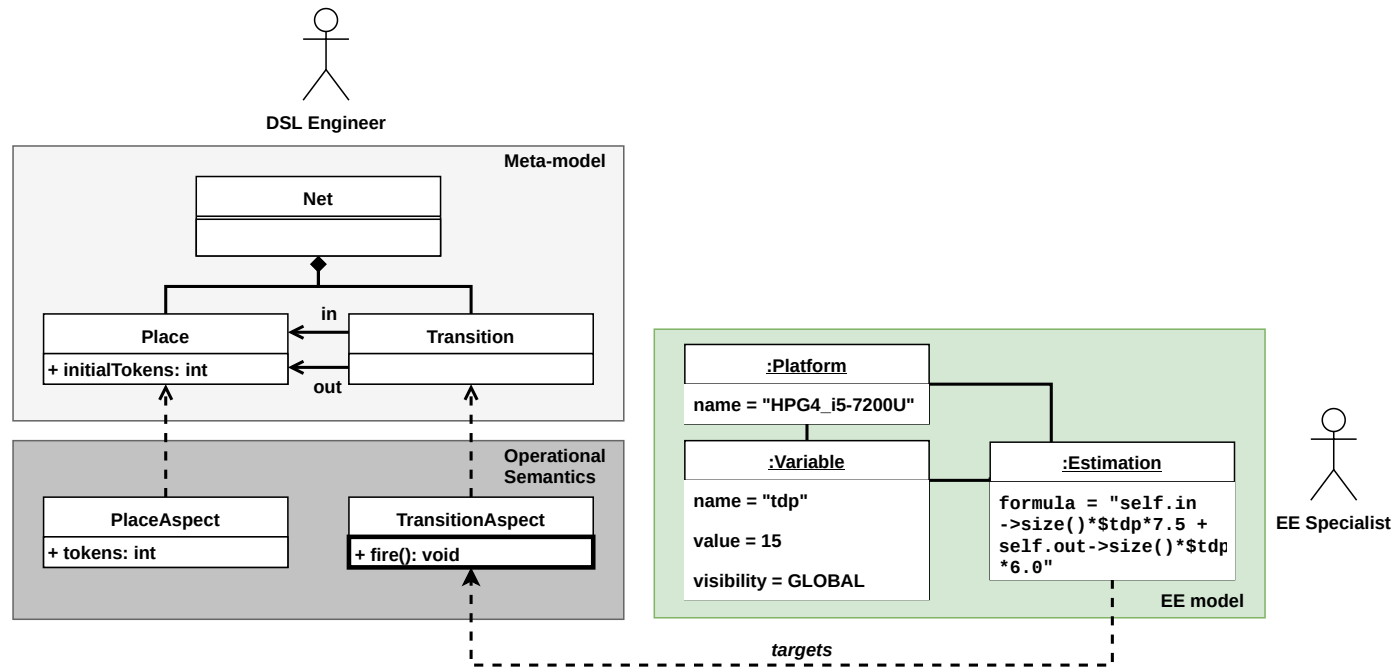 DSL Engineer
Meta-model
Net
in
Place
Transition
+ initialTokens: int
out
Operational
Semantics
PlaceAspect
+ tokens: int
TransitionAspect
+ fire(): void
:Platform
name = "HPG4_i5-7200U"
:Variable
name = "tdp"
value = 15
visibility = GLOBAL
:Estimation
formula = "self.in
->size()*$tdp*7.5 +
self.out->size()*$tdp
*6.0"
EE model
EE Specialist
targets